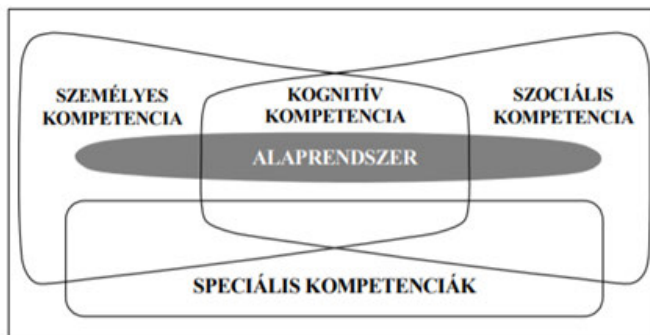 SZEMÉLYES
KOMPETENCIA
KOGNITÍV
KOMPETENCIA
SZOCIÁLIS
KOMPETENCIA
ALAPRENDSZER
SPECIÁLIS KOMPETENCIÁK